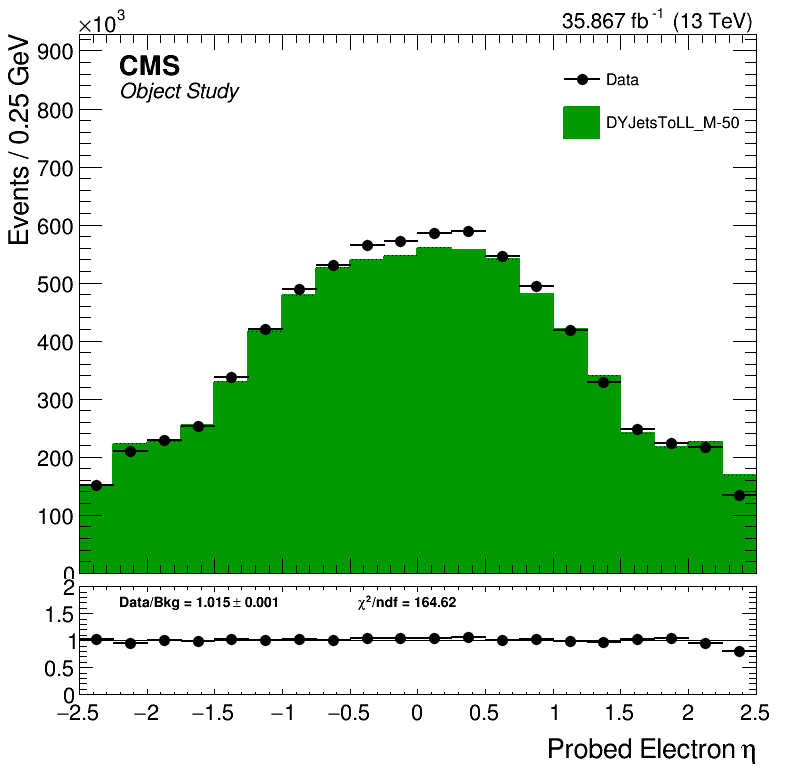 ×10³
35.867 fb⁻¹ (13 TeV)
CMS
Object Study
Data
DYJetsToLL_M-50
Events / 0.25 GeV
900
800
700
600
500
400
300
200
100
0
Data/Bkg = 1.015 ± 0.001
χ²/ndf = 164.62
2
1.5
1
0.5
0
−2.5 −2 −1.5 −1 −0.5 0 0.5 1 1.5 2 2.5
Probed Electron η